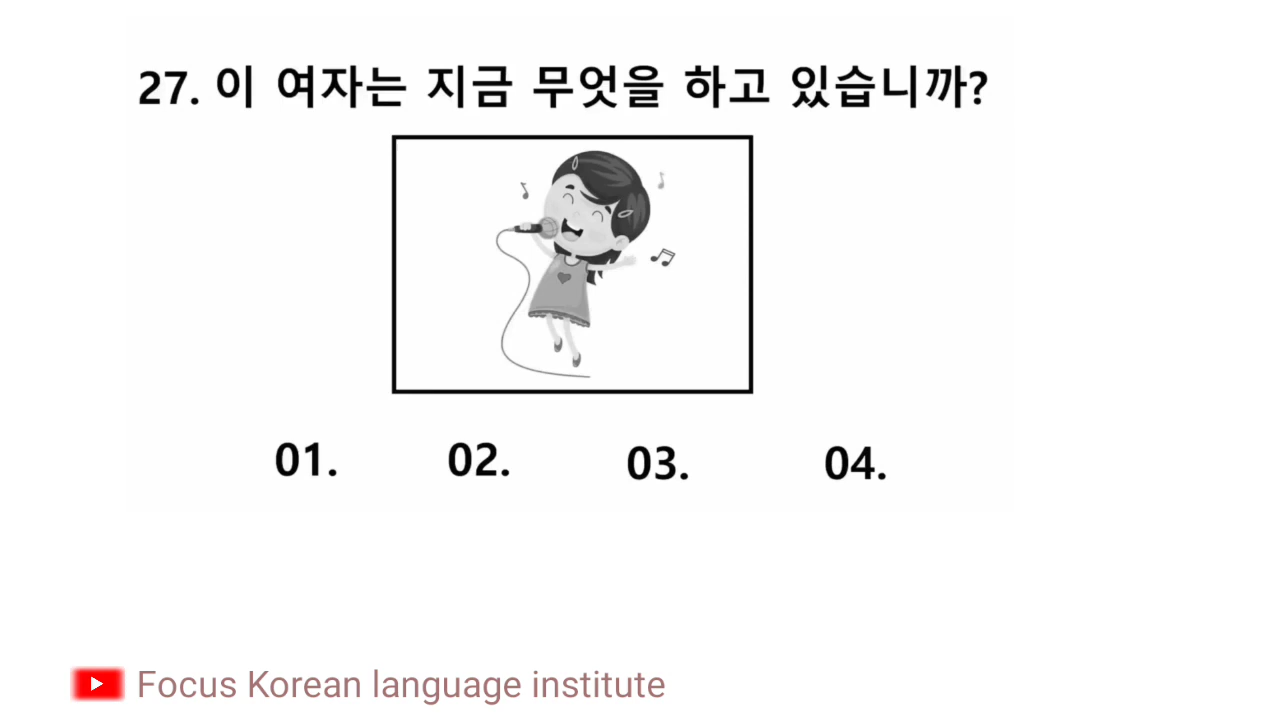 27. 이 여자는 지금 무엇을 하고 있습니까?
01. 02. 03. 04.
Focus Korean language institute